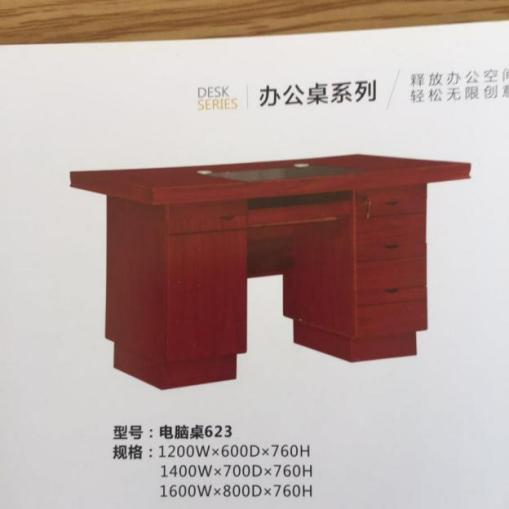 DESK
SERIES
办公桌系列
释放办公空间
轻松无限创意
型号：电脑桌623
规格：1200W×600D×760H
1400W×700D×760H
1600W×800D×760H